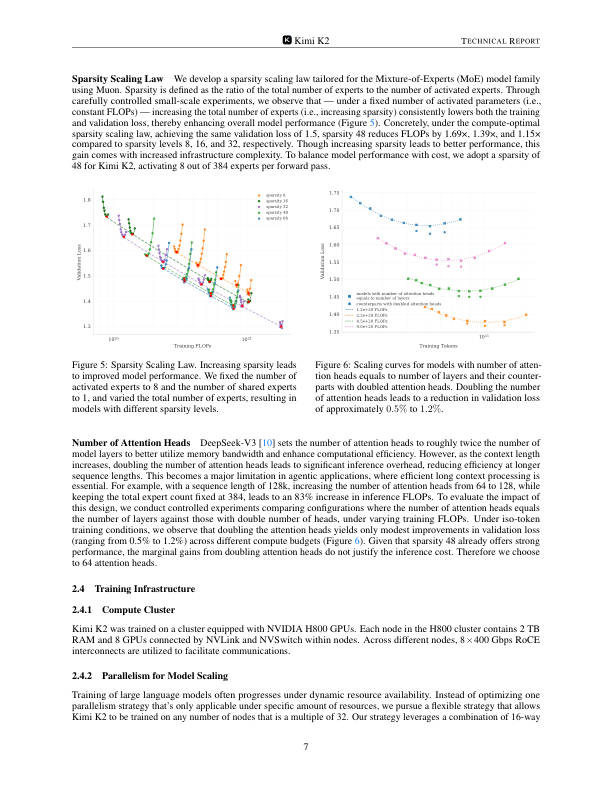 Kimi K2 TECHNICAL REPORT
Sparsity Scaling Law We develop a sparsity scaling law tailored for the Mixture-of-Experts (MoE) model family
using Muon. Sparsity is defined as the ratio of the total number of experts to the number of activated experts. Through
carefully controlled small-scale experiments, we observe that — under a fixed number of activated parameters (i.e.,
constant FLOPs) — increasing the total number of experts (i.e., increasing sparsity) consistently lowers both the training
and validation loss, thereby enhancing overall model performance (Figure 5). Concretely, under the compute-optimal
sparsity scaling law, achieving the same validation loss of 1.5, sparsity 48 reduces FLOPs by 1.69×, 1.39×, and 1.15×
compared to sparsity levels 8, 16, and 32, respectively. Though increasing sparsity leads to better performance, this
gain comes with increased infrastructure complexity. To balance model performance with cost, we adopt a sparsity of
48 for Kimi K2, activating 8 out of 384 experts per forward pass.
1.8
1.7
1.6
1.5
1.4
1.3
Validation Loss
sparsity 8
sparsity 16
sparsity 32
sparsity 48
sparsity 64
10²⁰
10²¹
Training FLOPs
1.75
1.70
1.65
1.60
1.55
1.50
1.45
1.40
1.35
Validation Loss
models with number of attention heads
equals to number of layers
counterparts with doubled attention heads
1.2e+20 FLOPs
4.5e+20 FLOPs
9.0e+20 FLOPs
Training Tokens
Figure 5: Sparsity Scaling Law. Increasing sparsity leads
to improved model performance. We fixed the number of
activated experts to 8 and the number of shared experts
to 1, and varied the total number of experts, resulting in
models with different sparsity levels.
Figure 6: Scaling curves for models with number of atten-
tion heads equals to number of layers and their counter-
parts with doubled attention heads. Doubling the number
of attention heads leads to a reduction in validation loss
of approximately 0.5% to 1.2%.
Number of Attention Heads DeepSeek-V3 [10] sets the number of attention heads to roughly twice the number of
model layers to better utilize memory bandwidth and enhance computational efficiency. However, as the context length
increases, doubling the number of attention heads leads to significant inference overhead, reducing efficiency at longer
sequence lengths. This becomes a major limitation in agentic applications, where efficient long context processing is
essential. For example, with a sequence length of 128k, increasing the number of attention heads from 64 to 128, while
keeping the total expert count fixed at 384, leads to an 83% increase in inference FLOPs. To evaluate the impact of
this design, we conduct controlled experiments comparing configurations where the number of attention heads equals
the number of layers against those with double number of heads, under varying training FLOPs. Under iso-token
training conditions, we observe that doubling the attention heads yields only modest improvements in validation loss
(ranging from 0.5% to 1.2%) across different compute budgets (Figure 6). Given that sparsity 48 already offers strong
performance, the marginal gains from doubling attention heads do not justify the inference cost. Therefore we choose
to 64 attention heads.
2.4 Training Infrastructure
2.4.1 Compute Cluster
Kimi K2 was trained on a cluster equipped with NVIDIA H800 GPUs. Each node in the H800 cluster contains 2 TB
RAM and 8 GPUs connected by NVLink and NVSwitch within nodes. Across different nodes, 8×400 Gbps RoCE
interconnects are utilized to facilitate communications.
2.4.2 Parallelism for Model Scaling
Training of large language models often progresses under dynamic resource availability. Instead of optimizing one
parallelism strategy that's only applicable under specific amount of resources, we pursue a flexible strategy that allows
Kimi K2 to be trained on any number of nodes that is a multiple of 32. Our strategy leverages a combination of 16-way
7